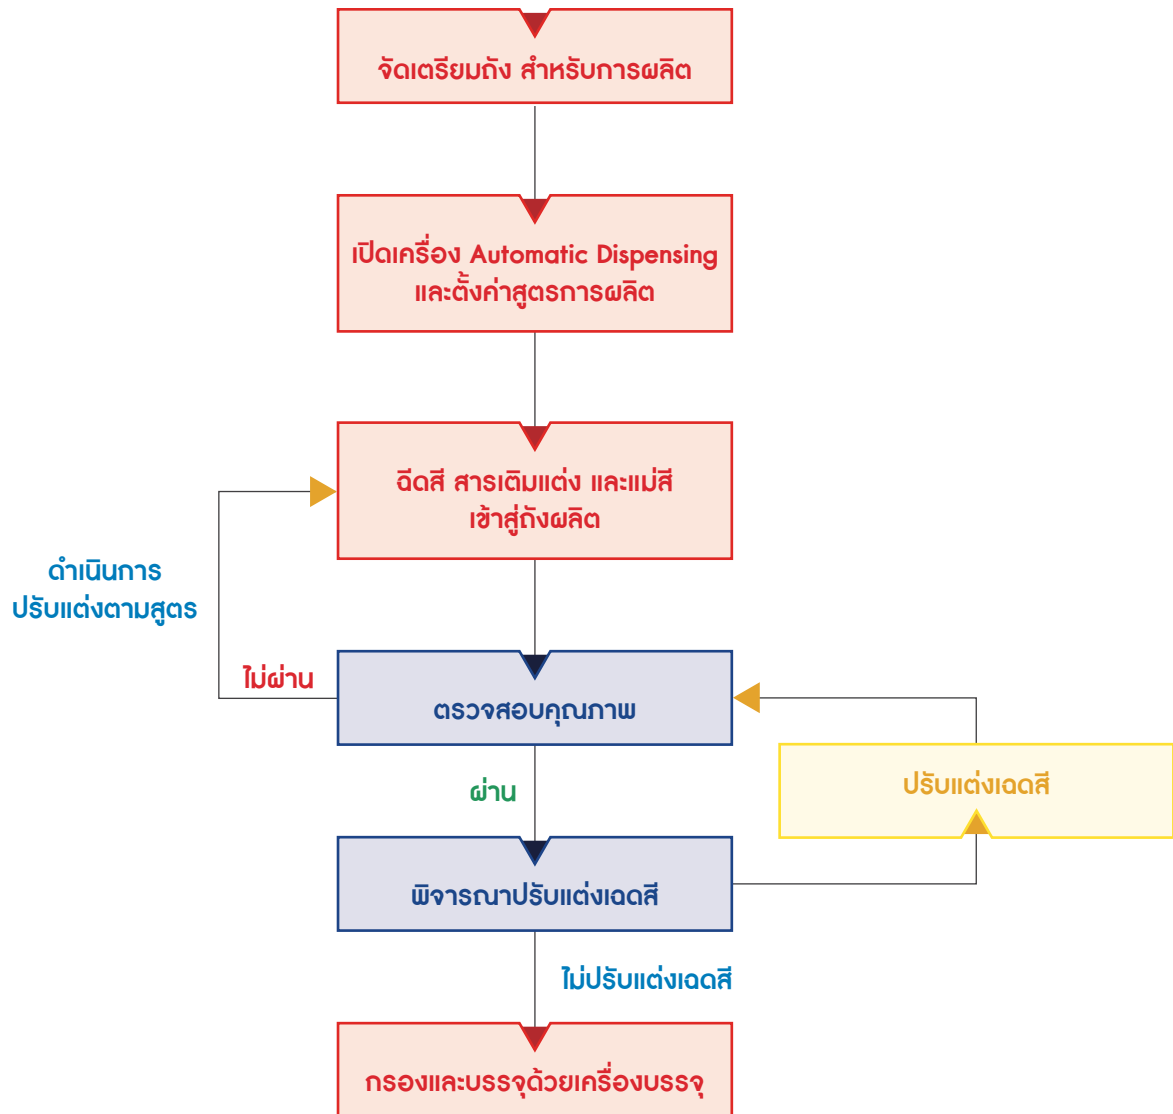 จัดเตรียมถัง สำหรับการผลิต
เปิดเครื่อง Automatic Dispensing
และตั้งค่าสูตรการผลิต
ฉีดสี สารเติมแต่ง และแม่สี
เข้าสู่ถังผลิต
ดำเนินการ
ปรับแต่งตามสูตร
ไม่ผ่าน
ตรวจสอบคุณภาพ
ปรับแต่งเฉดสี
ผ่าน
พิจารณาปรับแต่งเฉดสี
ไม่ปรับแต่งเฉดสี
กรองและบรรจุด้วยเครื่องบรรจุ